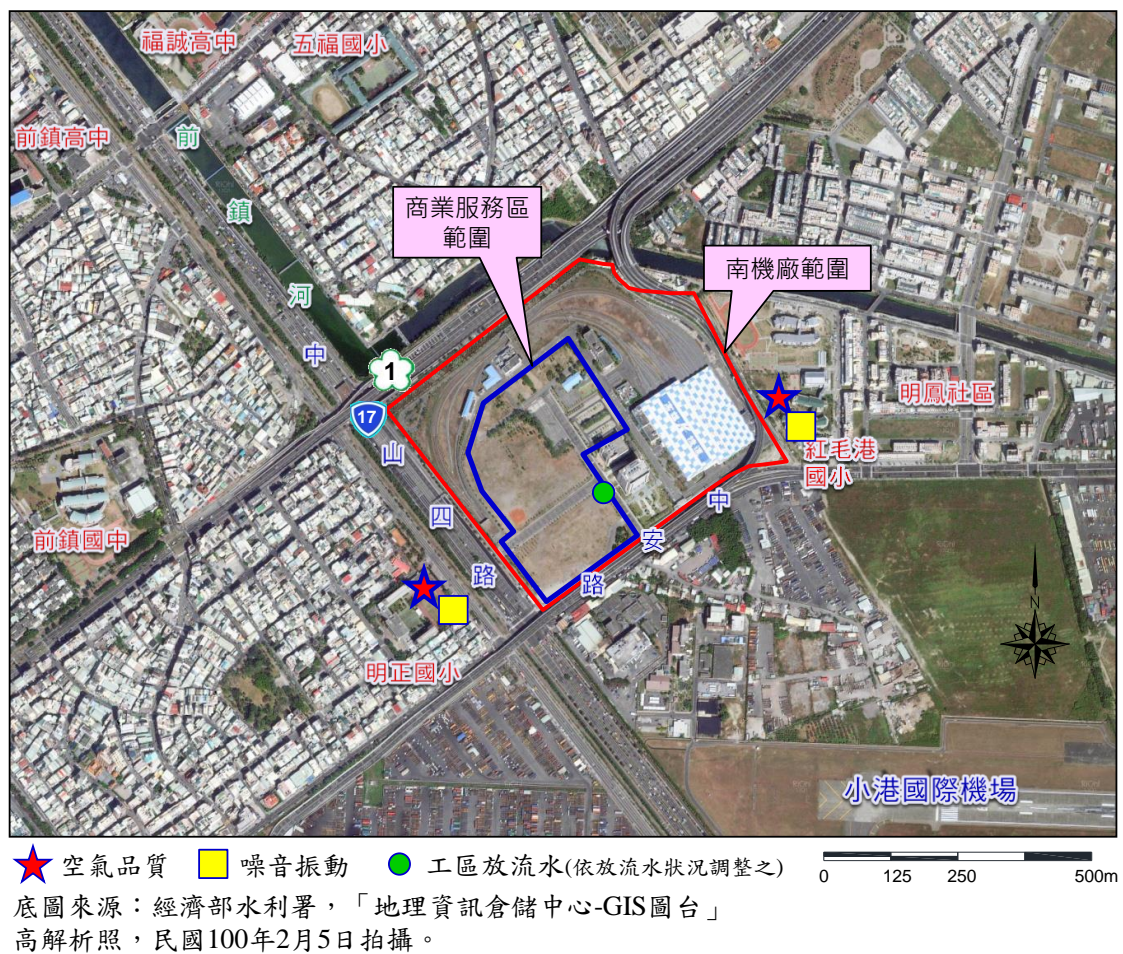 福誠高中
五福國小
前鎮高中
前
鎮
河
商業服務區
範圍
南機廠範圍
1
17
中
山
四
路
明鳳社區
紅毛港
國小
中
安
路
前鎮國中
明正國小
N
小港國際機場
空氣品質
噪音振動
工區放流水(依放流水狀況調整之)
0 125 250 500m
底圖來源：經濟部水利署，「地理資訊倉儲中心-GIS圖台」
高解析照，民國100年2月5日拍攝。